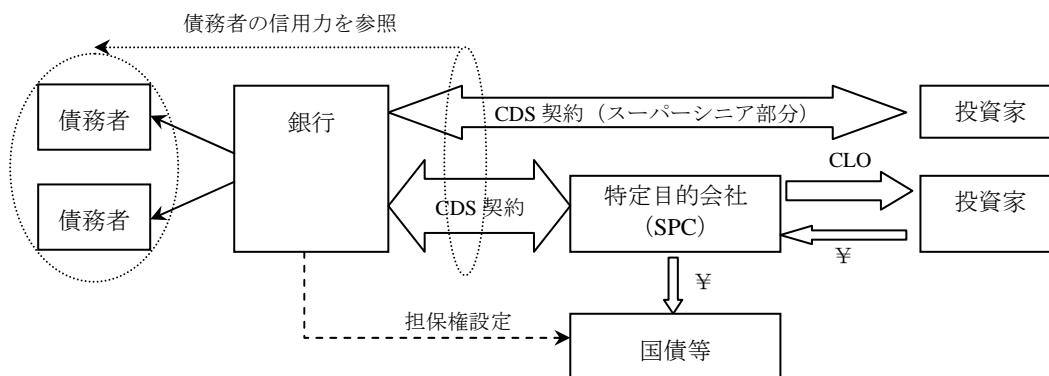 債務者の信用力を参照
債務者
銀行
CDS 契約（スーパーシニア部分）
投資家
CLO
債務者
CDS 契約
特定目的会社
（SPC）
投資家
￥
￥
担保権設定
国債等